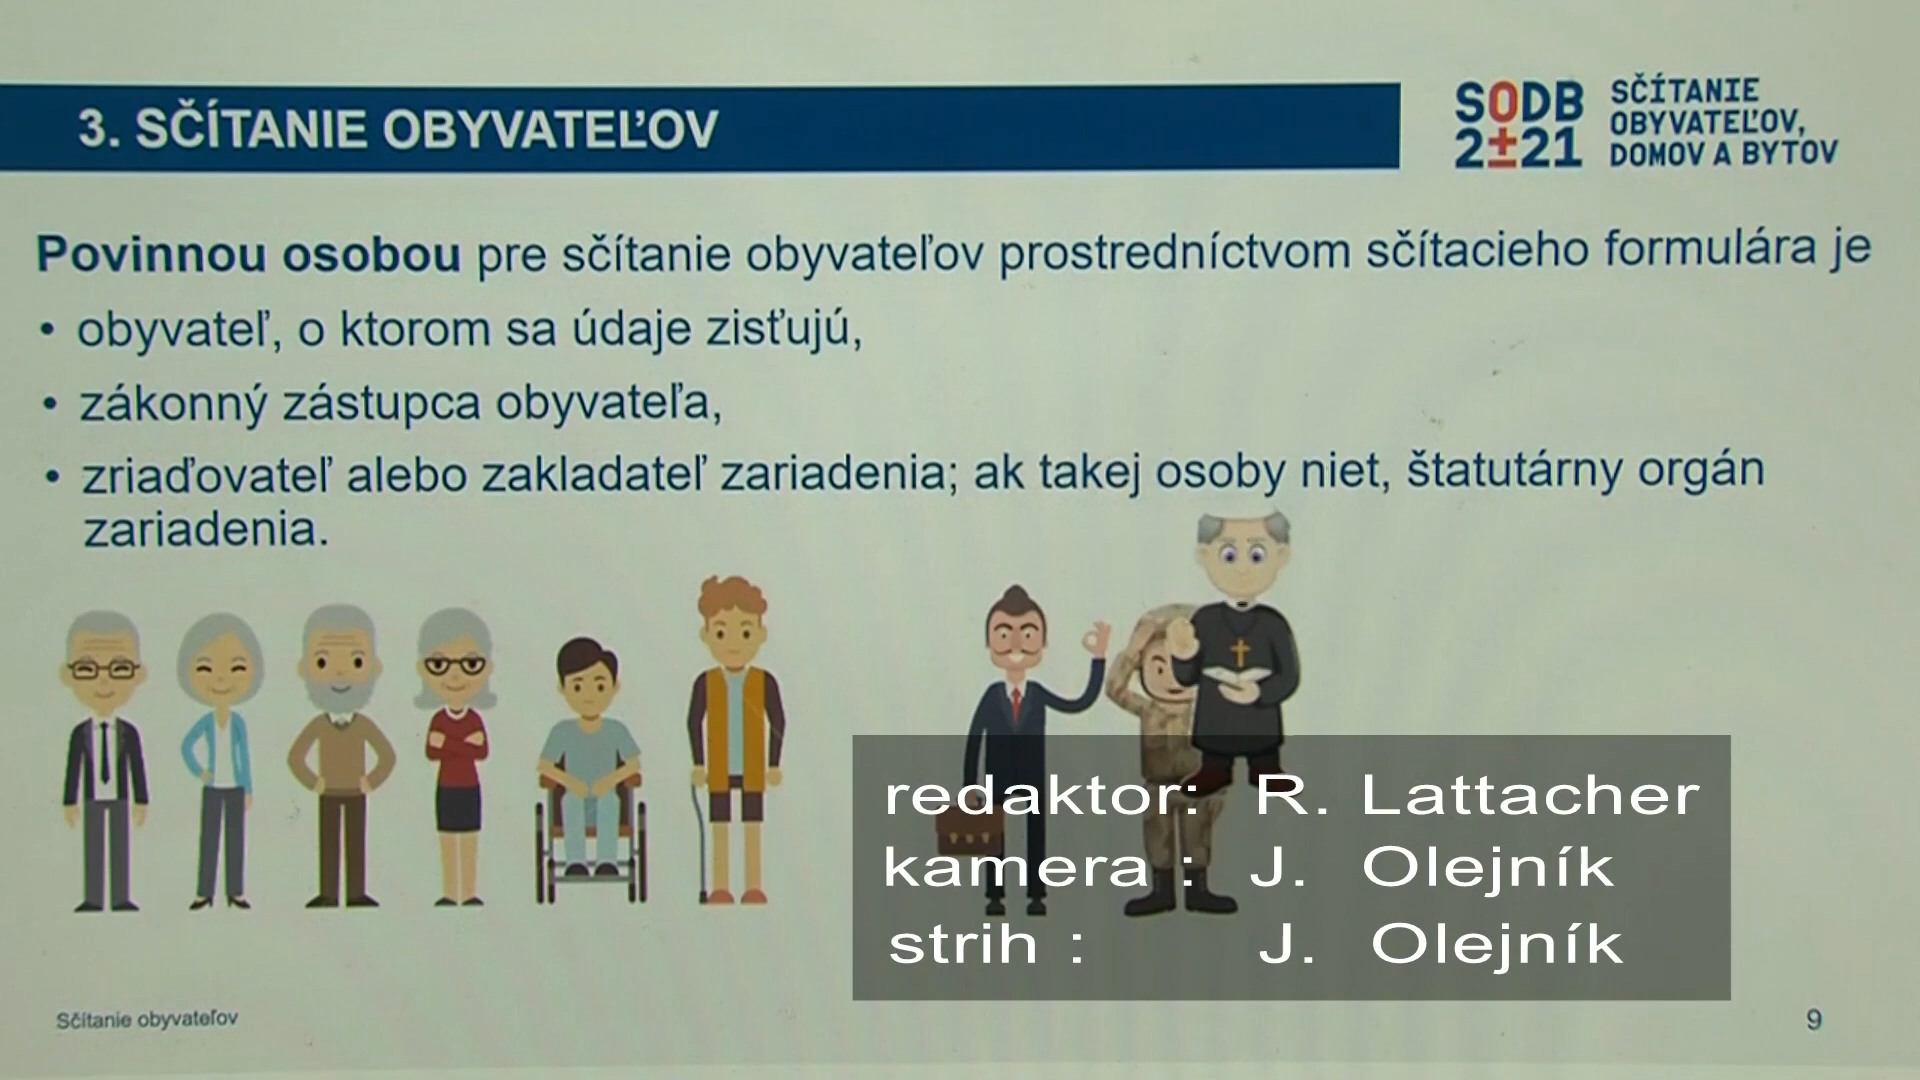 3. SČÍTANIE OBYVATEĽOV
SODB
2±21
SČÍTANIE
OBYVATEĽOV,
DOMOV A BYTOV
Povinnou osobou pre sčítanie obyvateľov prostredníctvom sčítacieho formulára je
• obyvateľ, o ktorom sa údaje zisťujú,
• zákonný zástupca obyvateľa,
• zriaďovateľ alebo zakladateľ zariadenia; ak takej osoby niet, štatutárny orgán
zariadenia.
redaktor: R. Lattacher
kamera : J. Olejník
strih : J. Olejník
Sčítanie obyvateľov
9